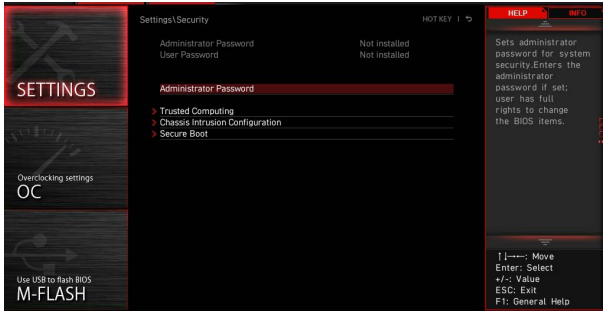 Settings\Security
HOT KEY | ↶
HELP
INFO
Administrator Password Not installed
User Password Not installed
Administrator Password
Trusted Computing
Chassis Intrusion Configuration
Secure Boot
SETTINGS
Overclocking settings
OC
Use USB to flash BIOS
M-FLASH
Sets administrator
password for system
security.Enters the
administrator
password if set;
user has full
rights to change
the BIOS items.
↑↓→←: Move
Enter: Select
+/-: Value
ESC: Exit
F1: General Help